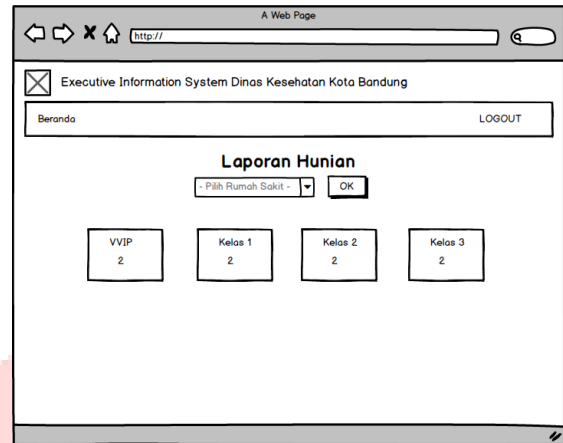 A Web Page
http://
Executive Information System Dinas Kesehatan Kota Bandung
Beranda LOGOUT
Laporan Hunian
- Pilih Rumah Sakit - OK
VVIP Kelas 1 Kelas 2 Kelas 3
2 2 2 2